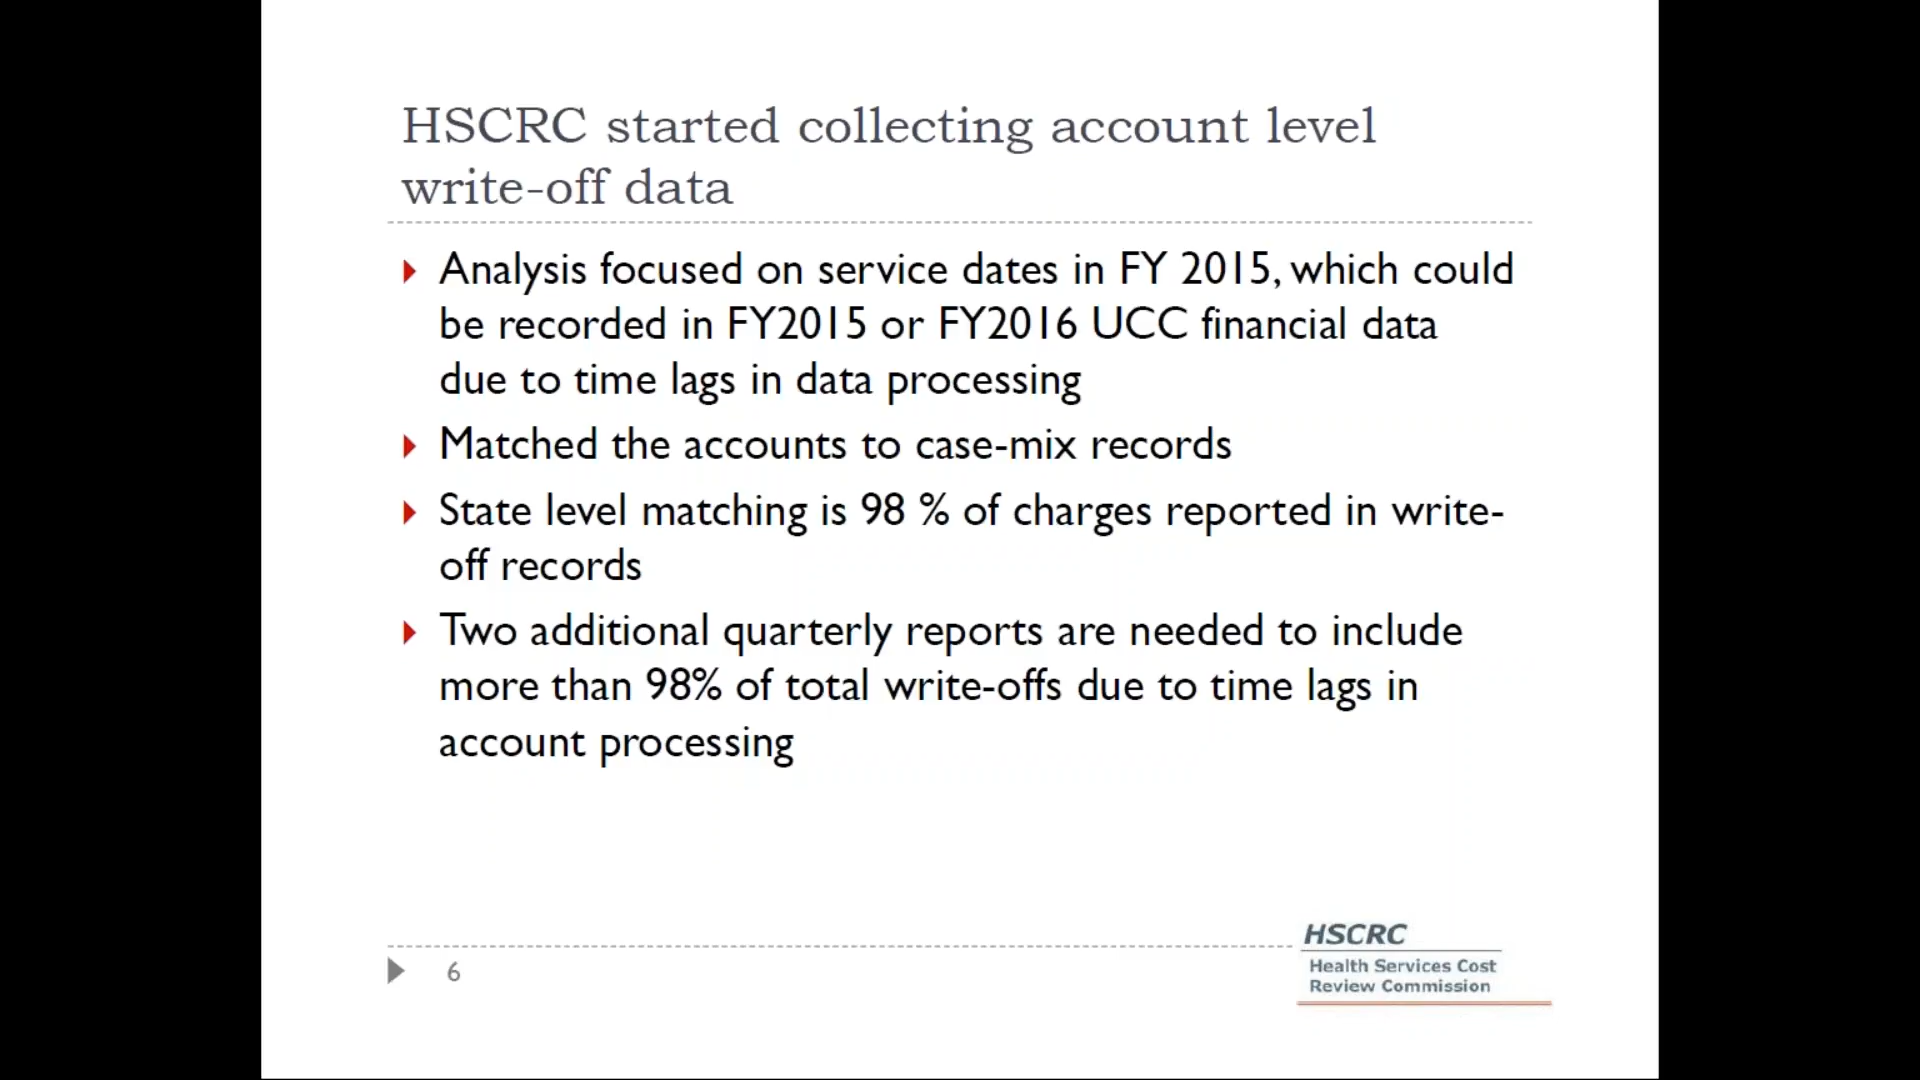 HSCRC started collecting account level
write-off data
Analysis focused on service dates in FY 2015, which could
be recorded in FY2015 or FY2016 UCC financial data
due to time lags in data processing
Matched the accounts to case-mix records
State level matching is 98 % of charges reported in write-
off records
Two additional quarterly reports are needed to include
more than 98% of total write-offs due to time lags in
account processing
6
HSCRC
Health Services Cost
Review Commission